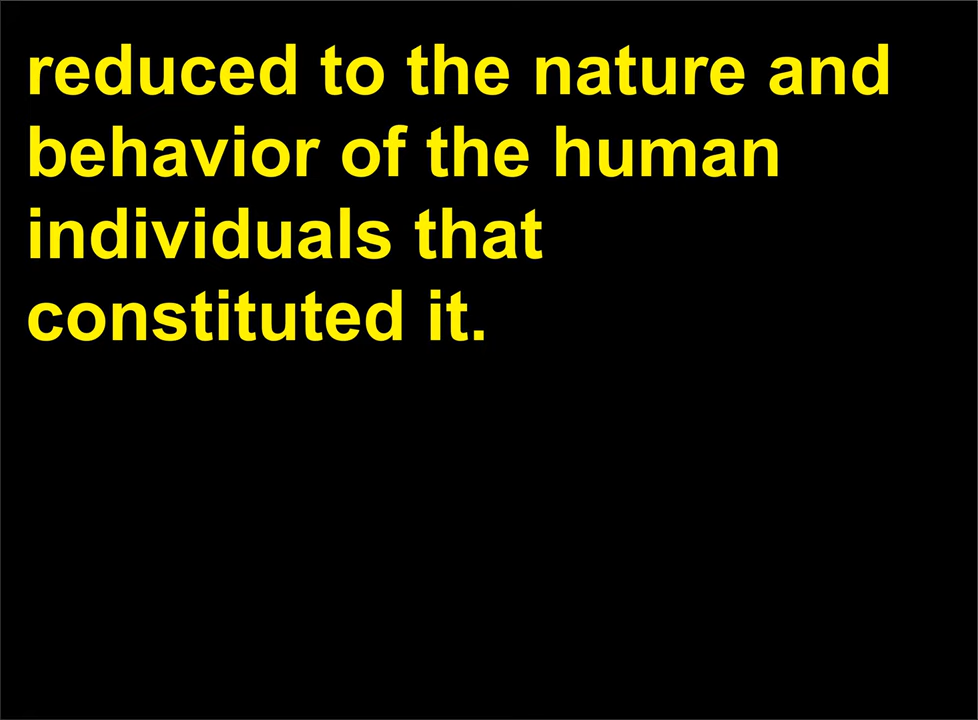 reduced to the nature and
behavior of the human
individuals that
constituted it.